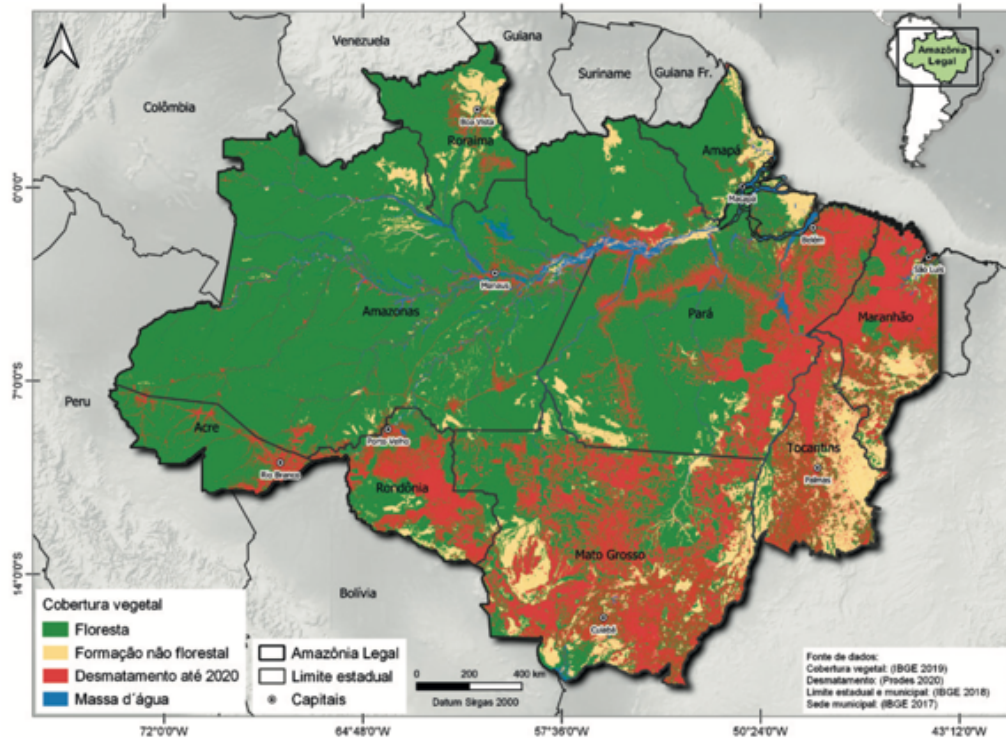 Venezuela
Guiana
Suriname
Guiana Fr.
Amazônia
Legal
Colômbia
Boa Vista
Roraima
Amapá
Macapá
0°0'0"
Belém
São Luís
Manaus
Amazonas
Pará
Maranhão
7°0'0"S
Peru
Acre
Porto Velho
Tocantins
Rio Branco
Palmas
Rondônia
Mato Grosso
14°0'0"S
Bolívia
Cuiabá
Cobertura vegetal
Floresta
Formação não florestal
Desmatamento até 2020
Massa d´água
Amazônia Legal
Limite estadual
Capitais
0 200 400 km
Datum Sirgas 2000
Fonte de dados:
Cobertura vegetal: (IBGE 2019)
Desmatamento: (Prodes 2020)
Limite estadual e municipal: (IBGE 2018)
Sede municipal: (IBGE 2017)
72°0'0"W
64°48'0"W
57°36'0"W
50°24'0"W
43°12'0"W